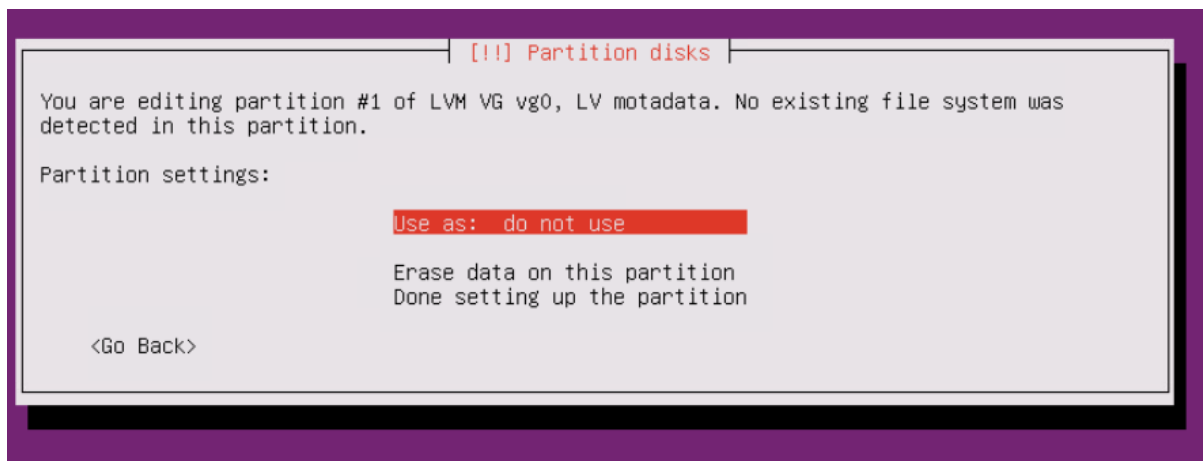 [!!] Partition disks
You are editing partition #1 of LVM VG vg0, LV motadata. No existing file system was
detected in this partition.
Partition settings:
Use as:  do not use
Erase data on this partition
Done setting up the partition
<Go Back>